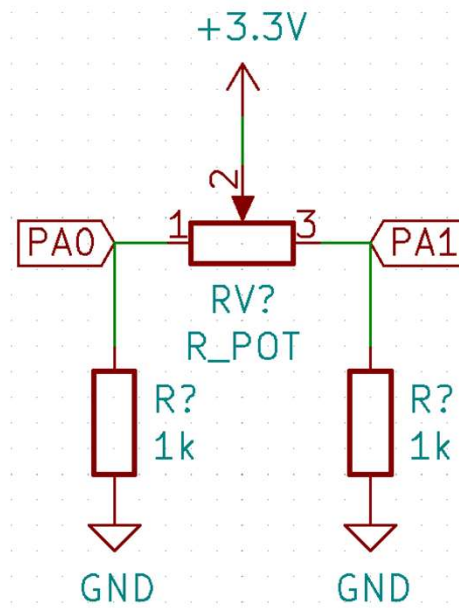 +3.3V
2
PA0
1
3
PA1
RV?
R_POT
R?
1k
R?
1k
GND
GND